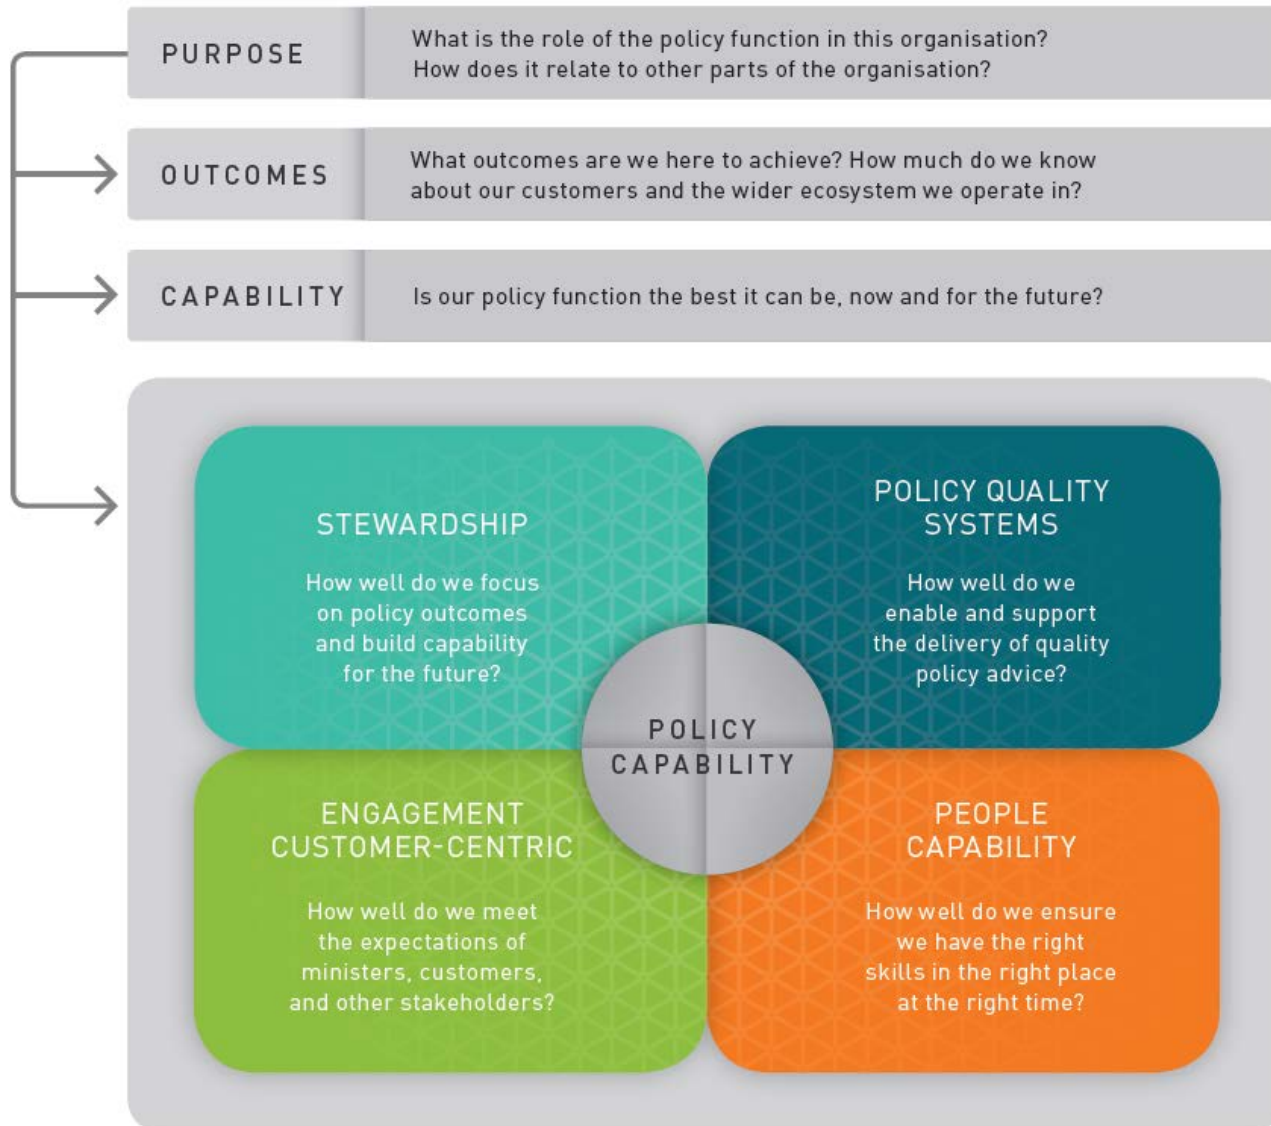 PURPOSE
What is the role of the policy function in this organisation?
How does it relate to other parts of the organisation?
OUTCOMES
What outcomes are we here to achieve? How much do we know
about our customers and the wider ecosystem we operate in?
CAPABILITY
Is our policy function the best it can be, now and for the future?
STEWARDSHIP
How well do we focus
on policy outcomes
and build capability
for the future?
POLICY QUALITY
SYSTEMS
How well do we
enable and support
the delivery of quality
policy advice?
POLICY
CAPABILITY
ENGAGEMENT
CUSTOMER-CENTRIC
How well do we meet
the expectations of
ministers, customers,
and other stakeholders?
PEOPLE
CAPABILITY
How well do we ensure
we have the right
skills in the right place
at the right time?